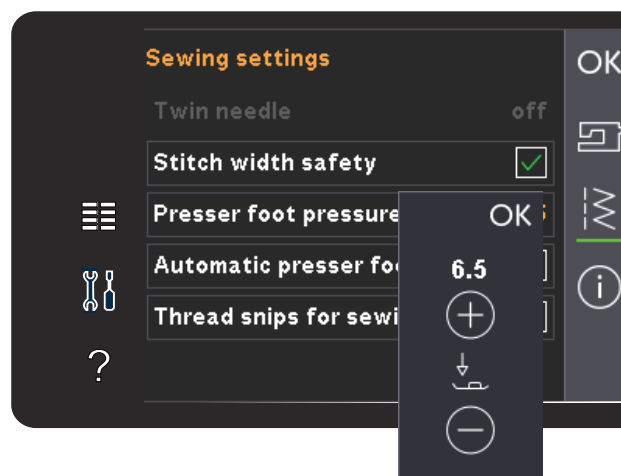 Sewing settings
OK
Twin needle off
Stitch width safety
Presser foot pressure
OK
Automatic presser fo
6.5
Thread snips for sewi
?